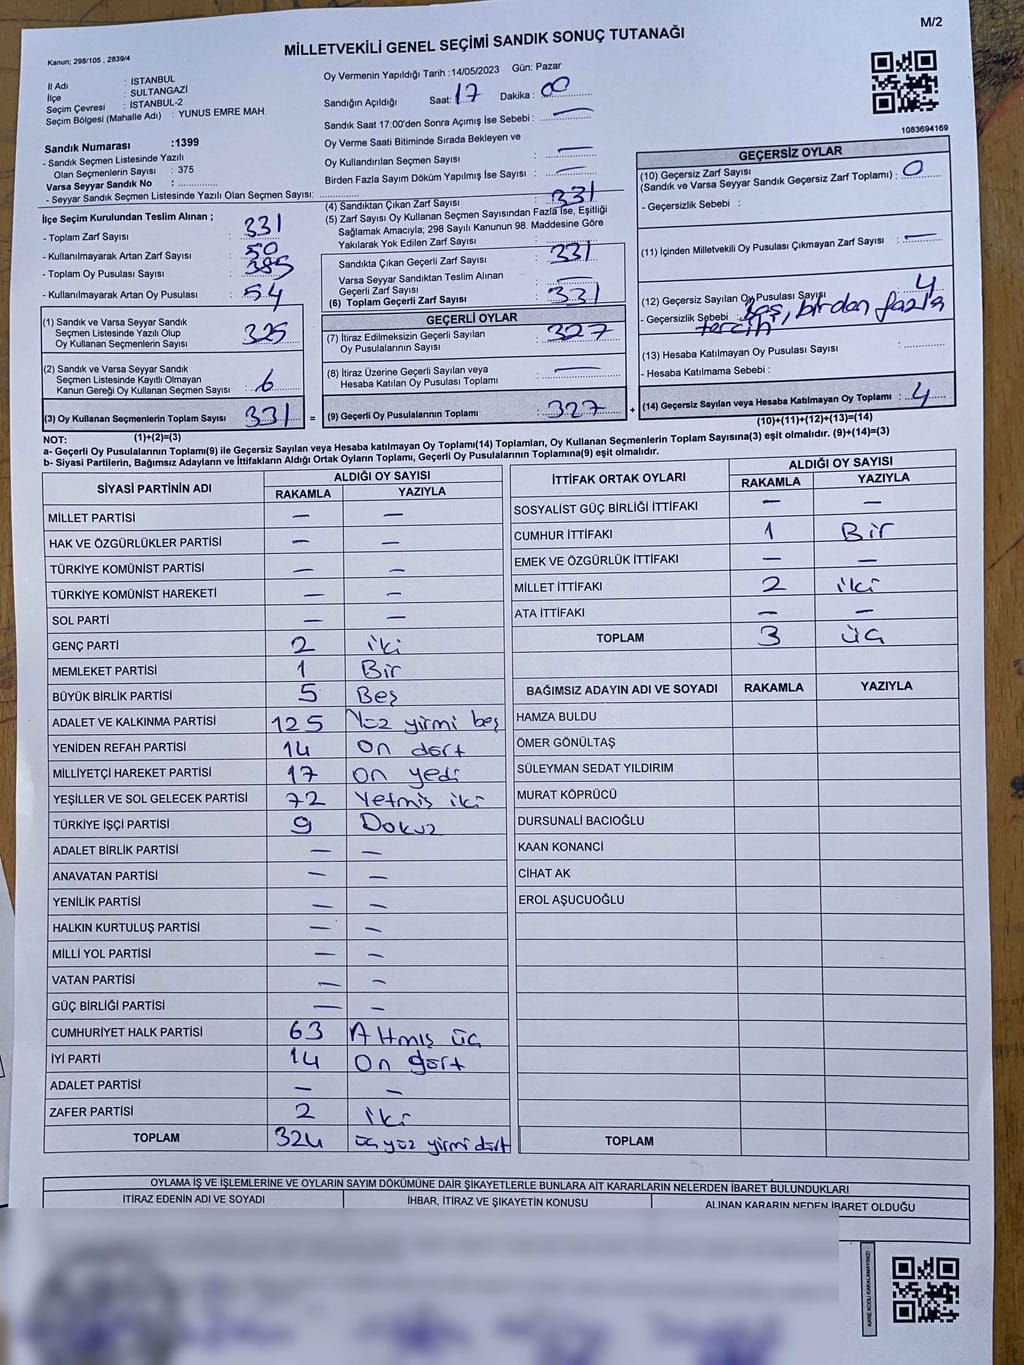 M/2
MİLLETVEKİLİ GENEL SEÇİMİ SANDIK SONUÇ TUTANAĞI
Kanun; 298/105 , 2839/4
İl Adı : İSTANBUL
İlçe : SULTANGAZİ
Seçim Çevresi : İSTANBUL-2
Seçim Bölgesi (Mahalle Adı) : YUNUS EMRE MAH.
Sandık Numarası :1399
- Sandık Seçmen Listesinde Yazılı
Olan Seçmenlerin Sayısı : 375
Varsa Seyyar Sandık No :
- Seyyar Sandık Seçmen Listesinde Yazılı Olan Seçmen Sayısı:
Oy Vermenin Yapıldığı Tarih :14/05/2023 Gün: Pazar
Sandığın Açıldığı Saat: 17 Dakika : 00
Sandık Saat 17:00'den Sonra Açımış İse Sebebi : —
Oy Verme Saati Bitiminde Sırada Bekleyen ve
Oy Kullandırılan Seçmen Sayısı : —
Birden Fazla Sayım Döküm Yapılmış İse Sayısı : —
1083694169
İlçe Seçim Kurulundan Teslim Alınan ;
- Toplam Zarf Sayısı : 331
- Kullanılmayarak Artan Zarf Sayısı : 50
- Toplam Oy Pusulası Sayısı : 385
- Kullanılmayarak Artan Oy Pusulası : 54
(1) Sandık ve Varsa Seyyar Sandık
Seçmen Listesinde Yazılı Olup
Oy Kullanan Seçmenlerin Sayısı : 325
(2) Sandık ve Varsa Seyyar Sandık
Seçmen Listesinde Kayıtlı Olmayan
Kanun Gereği Oy Kullanan Seçmen Sayısı : 6
(3) Oy Kullanan Seçmenlerin Toplam Sayısı : 331
(1)+(2)=(3)
(4) Sandıktan Çıkan Zarf Sayısı : 331
(5) Zarf Sayısı Oy Kullanan Seçmen Sayısından Fazla İse, Eşitliği
Sağlamak Amacıyla; 298 Sayılı Kanunun 98. Maddesine Göre
Yakılarak Yok Edilen Zarf Sayısı :
Sandıkta Çıkan Geçerli Zarf Sayısı : 331
Varsa Seyyar Sandıktan Teslim Alınan
Geçerli Zarf Sayısı : —
(6) Toplam Geçerli Zarf Sayısı : 331
GEÇERLİ OYLAR
(7) İtiraz Edilmeksizin Geçerli Sayılan
Oy Pusulalarının Sayısı : 327
(8) İtiraz Üzerine Geçerli Sayılan veya
Hesaba Katılan Oy Pusulası Toplamı : —
= (9) Geçerli Oy Pusulalarının Toplamı : 327 +
GEÇERSİZ OYLAR
(10) Geçersiz Zarf Sayısı
(Sandık ve Varsa Seyyar Sandık Geçersiz Zarf Toplamı) : 0
- Geçersizlik Sebebi :
(11) İçinden Milletvekili Oy Pusulası Çıkmayan Zarf Sayısı : —
(12) Geçersiz Sayılan Oy Pusulası Sayısı : 4
- Geçersizlik Sebebi : Boş, birden fazla
tercih
(13) Hesaba Katılmayan Oy Pusulası Sayısı :
- Hesaba Katılmama Sebebi :
(14) Geçersiz Sayılan veya Hesaba Katılmayan Oy Toplamı : 4
(10)+(11)+(12)+(13)=(14)
NOT:
a- Geçerli Oy Pusulalarının Toplamı(9) ile Geçersiz Sayılan veya Hesaba katılmayan Oy Toplamı(14) Toplamları, Oy Kullanan Seçmenlerin Toplam Sayısına(3) eşit olmalıdır. (9)+(14)=(3)
b- Siyasi Partilerin, Bağımsız Adayların ve İttifakların Aldığı Ortak Oyların Toplamı, Geçerli Oy Pusulalarının Toplamına(9) eşit olmalıdır.
SİYASİ PARTİNİN ADI ALDIĞI OY SAYISI
RAKAMLA YAZIYLA
MİLLET PARTİSİ — —
HAK VE ÖZGÜRLÜKLER PARTİSİ — —
TÜRKİYE KOMÜNİST PARTİSİ — —
TÜRKİYE KOMÜNİST HAREKETİ — —
SOL PARTİ — —
GENÇ PARTİ 2 iki
MEMLEKET PARTİSİ 1 Bir
BÜYÜK BİRLİK PARTİSİ 5 Beş
ADALET VE KALKINMA PARTİSİ 125 Yüz yirmi beş
YENİDEN REFAH PARTİSİ 14 On dört
MİLLİYETÇİ HAREKET PARTİSİ 17 On yedi
YEŞİLLER VE SOL GELECEK PARTİSİ 72 Yetmiş iki
TÜRKİYE İŞÇİ PARTİSİ 9 Dokuz
ADALET BİRLİK PARTİSİ — —
ANAVATAN PARTİSİ — —
YENİLİK PARTİSİ — —
HALKIN KURTULUŞ PARTİSİ — —
MİLLİ YOL PARTİSİ — —
VATAN PARTİSİ — —
GÜÇ BİRLİĞİ PARTİSİ — —
CUMHURİYET HALK PARTİSİ 63 Altmış üç
İYİ PARTİ 14 On dört
ADALET PARTİSİ — —
ZAFER PARTİSİ 2 iki
TOPLAM 324 üç yüz yirmi dört
İTTİFAK ORTAK OYLARI ALDIĞI OY SAYISI
RAKAMLA YAZIYLA
SOSYALİST GÜÇ BİRLİĞİ İTTİFAKI — —
CUMHUR İTTİFAKI 1 Bir
EMEK VE ÖZGÜRLÜK İTTİFAKI — —
MİLLET İTTİFAKI 2 iki
ATA İTTİFAKI — —
TOPLAM 3 üç
BAĞIMSIZ ADAYIN ADI VE SOYADI RAKAMLA YAZIYLA
HAMZA BULDU
ÖMER GÖNÜLTAŞ
SÜLEYMAN SEDAT YILDIRIM
MURAT KÖPRÜCÜ
DURSUNALİ BACIOĞLU
KAAN KONANCİ
CİHAT AK
EROL AŞUCUOĞLU
TOPLAM
OYLAMA İŞ VE İŞLEMLERİNE VE OYLARIN SAYIM DÖKÜMÜNE DAİR ŞİKAYETLERLE BUNLARA AİT KARARLARIN NELERDEN İBARET BULUNDUKLARI
İTİRAZ EDENİN ADI VE SOYADI İHBAR, İTİRAZ VE ŞİKAYETİN KONUSU ALINAN KARARIN NEDEN İBARET OLDUĞU
KARE KODU KARALAMAYINIZ!